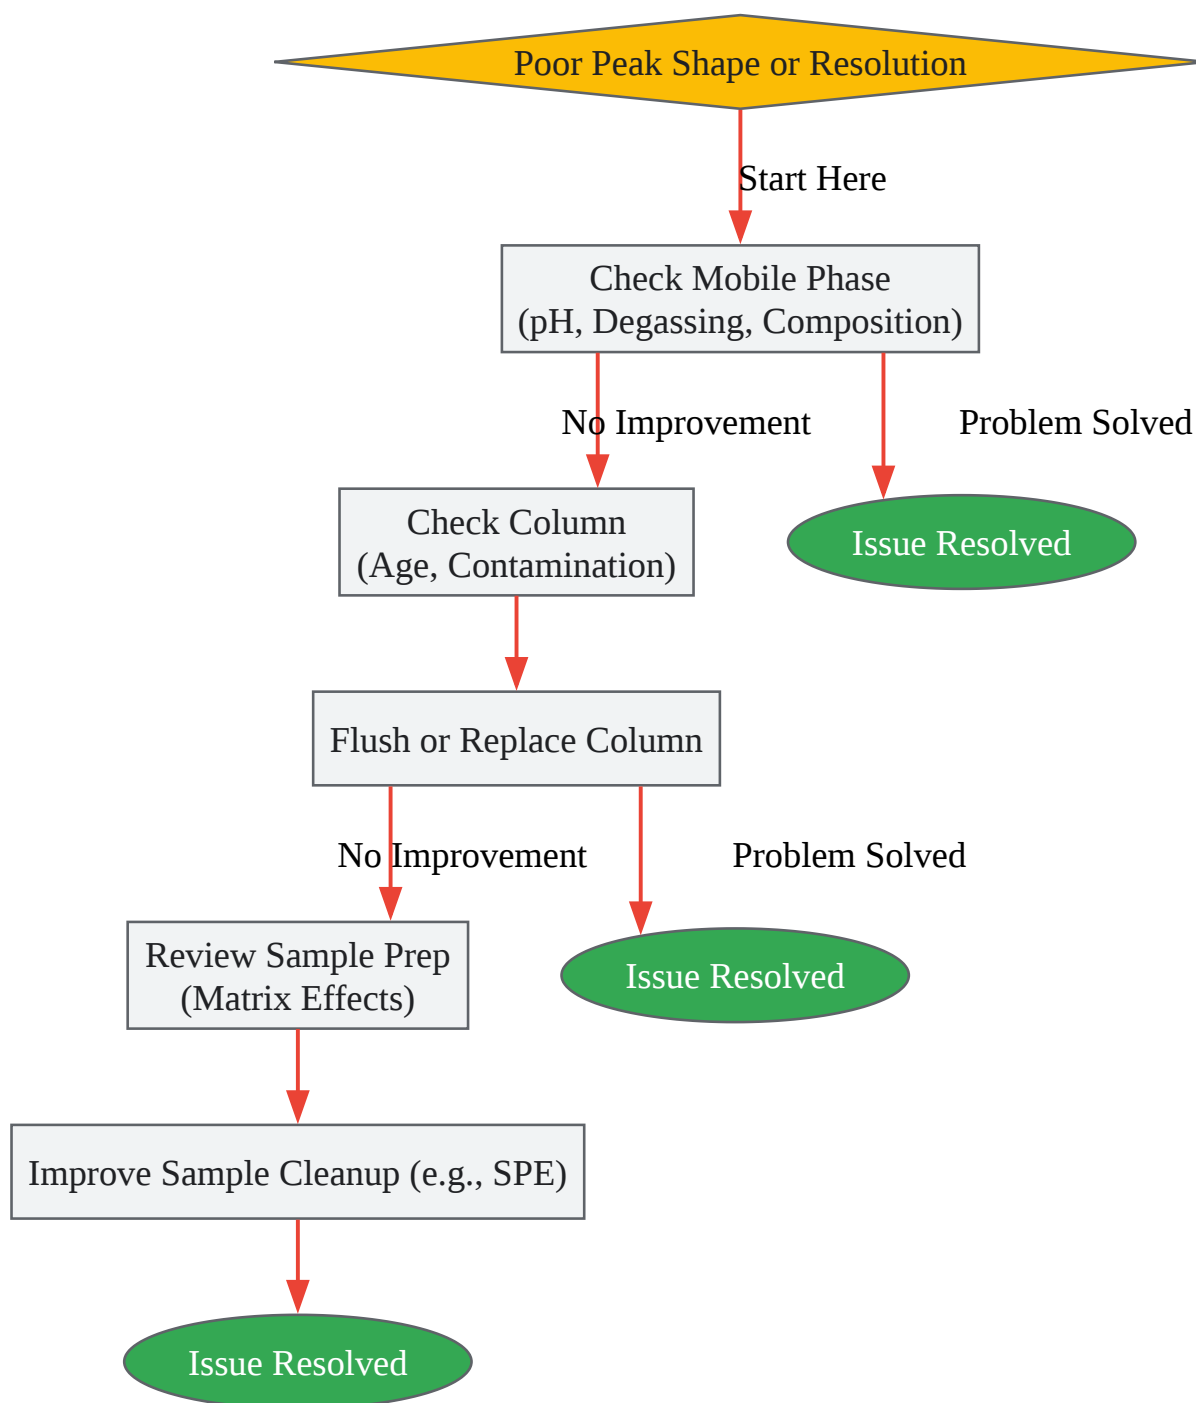 Poor Peak Shape or Resolution
Start Here
Check Mobile Phase
(pH, Degassing, Composition)
No Improvement
Problem Solved
Check Column
(Age, Contamination)
Issue Resolved
Flush or Replace Column
No Improvement
Problem Solved
Review Sample Prep
(Matrix Effects)
Issue Resolved
Improve Sample Cleanup (e.g., SPE)
Issue Resolved